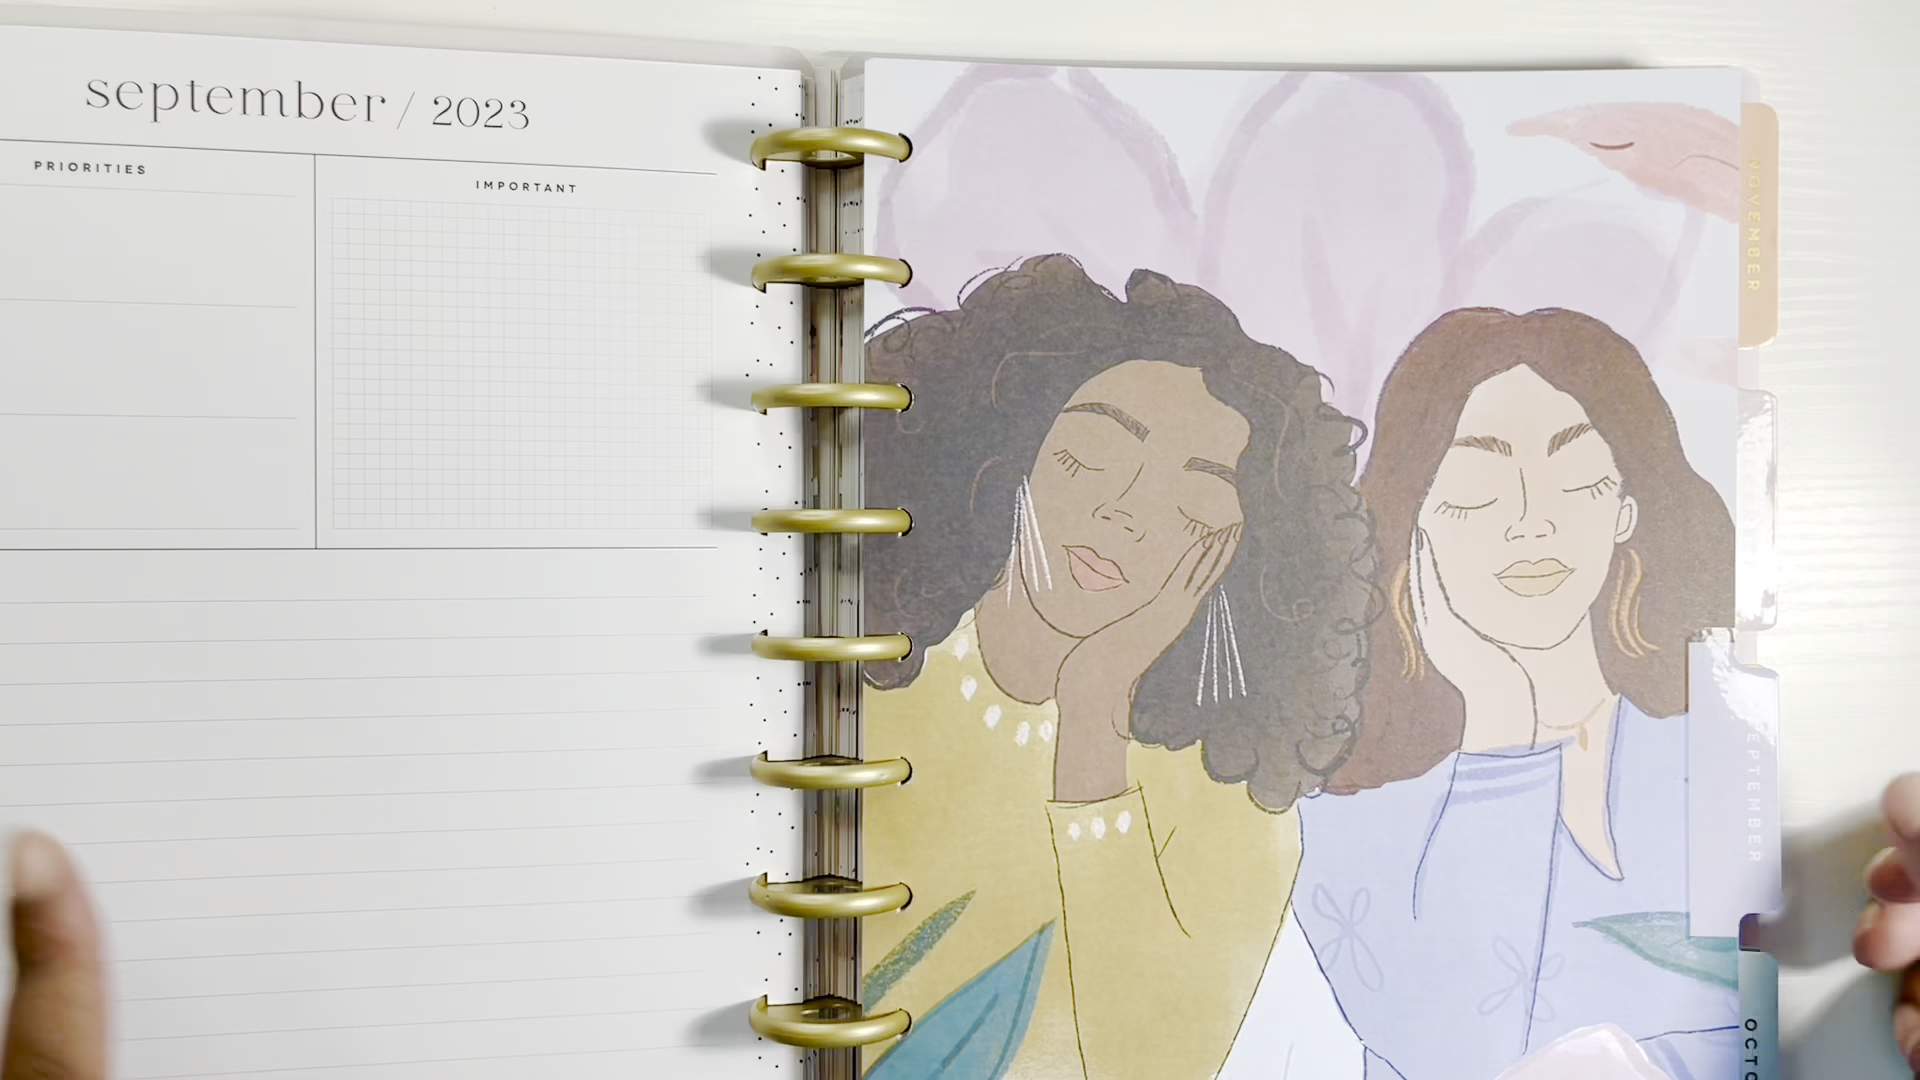 september / 2023
PRIORITIES
IMPORTANT
NOVEMBER
SEPTEMBER
OCTO